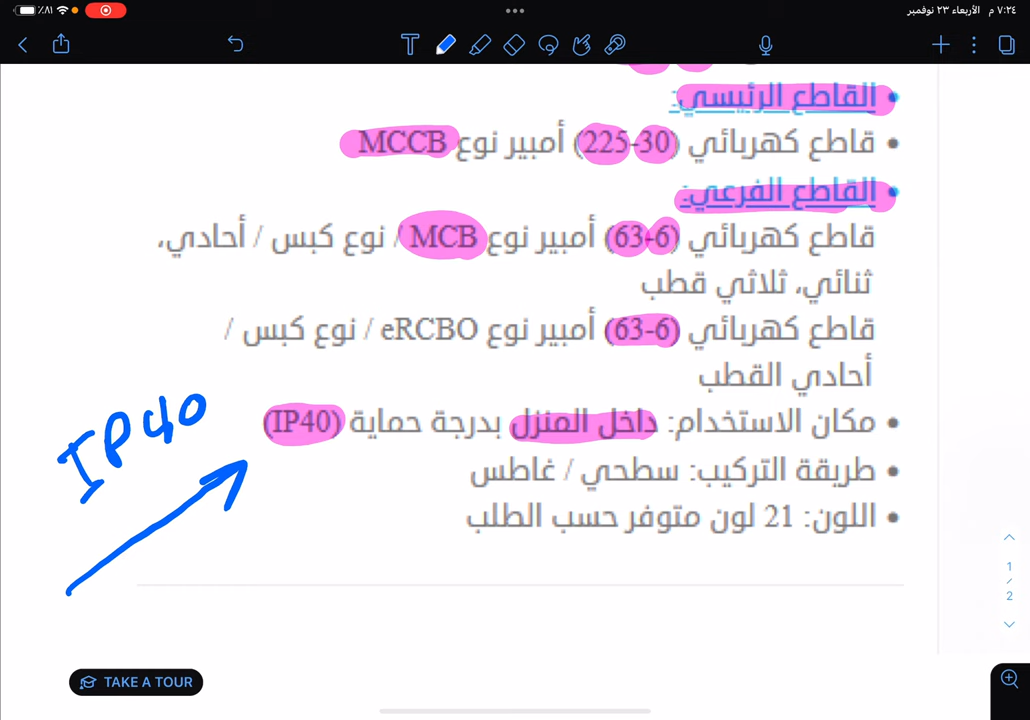 ٧:٢٤ م الأربعاء ٢٣ نوفمبر
٪٨١
T
• القاطع الرئيسي:
• قاطع كهربائي (30-225) أمبير نوع MCCB
• القاطع الفرعي:
قاطع كهربائي (6-63) أمبير نوع MCB / نوع كبس / أحادي،
ثنائي، ثلاثي قطب
قاطع كهربائي (6-63) أمبير نوع eRCBO / نوع كبس /
أحادي القطب
• مكان الاستخدام: داخل المنزل بدرجة حماية (IP40)
• طريقة التركيب: سطحي / غاطس
• اللون: 21 لون متوفر حسب الطلب
IP40
1
/
2
TAKE A TOUR